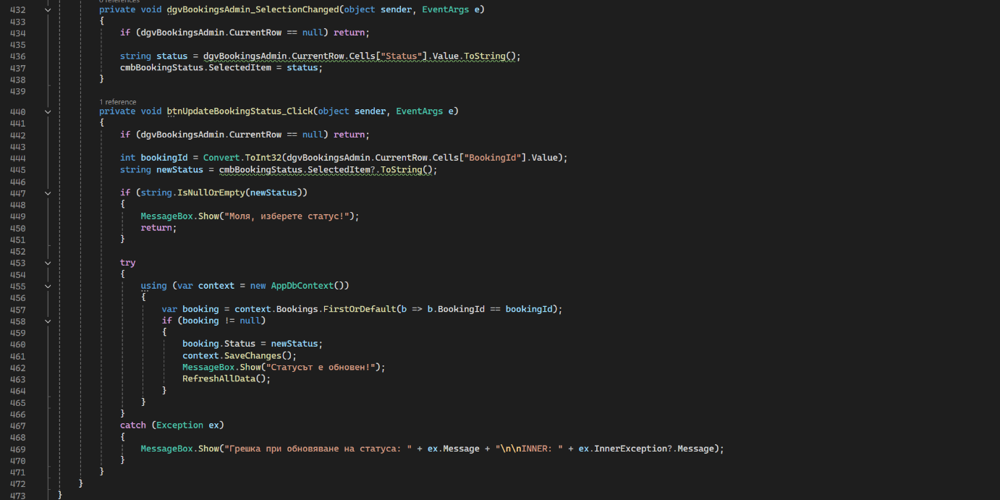 0 references
432 private void dgvBookingsAdmin_SelectionChanged(object sender, EventArgs e)
433 {
434 if (dgvBookingsAdmin.CurrentRow == null) return;
435
436 string status = dgvBookingsAdmin.CurrentRow.Cells["Status"].Value.ToString();
437 cmbBookingStatus.SelectedItem = status;
438 }
439
1 reference
440 private void btnUpdateBookingStatus_Click(object sender, EventArgs e)
441 {
442 if (dgvBookingsAdmin.CurrentRow == null) return;
443
444 int bookingId = Convert.ToInt32(dgvBookingsAdmin.CurrentRow.Cells["BookingId"].Value);
445 string newStatus = cmbBookingStatus.SelectedItem?.ToString();
446
447 if (string.IsNullOrEmpty(newStatus))
448 {
449 MessageBox.Show("Моля, изберете статус!");
450 return;
451 }
452
453 try
454 {
455 using (var context = new AppDbContext())
456 {
457 var booking = context.Bookings.FirstOrDefault(b => b.BookingId == bookingId);
458 if (booking != null)
459 {
460 booking.Status = newStatus;
461 context.SaveChanges();
462 MessageBox.Show("Статусът е обновен!");
463 RefreshAllData();
464 }
465 }
466 }
467 catch (Exception ex)
468 {
469 MessageBox.Show("Грешка при обновяване на статуса: " + ex.Message + "\n\nINNER: " + ex.InnerException?.Message);
470 }
471 }
472 }
473 }